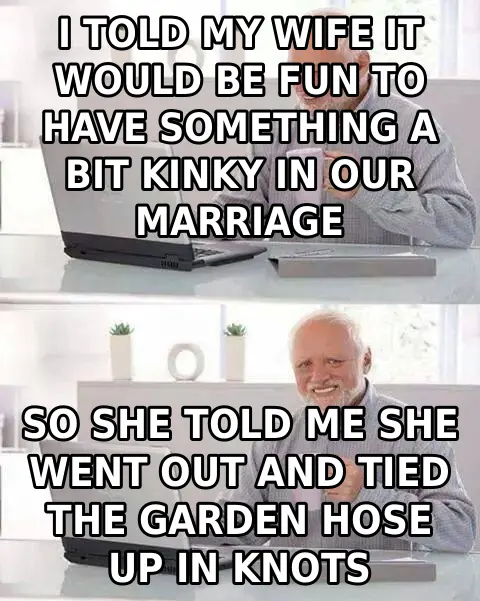 I TOLD MY WIFE IT
WOULD BE FUN TO
HAVE SOMETHING A
BIT KINKY IN OUR
MARRIAGE
SO SHE TOLD ME SHE
WENT OUT AND TIED
THE GARDEN HOSE
UP IN KNOTS